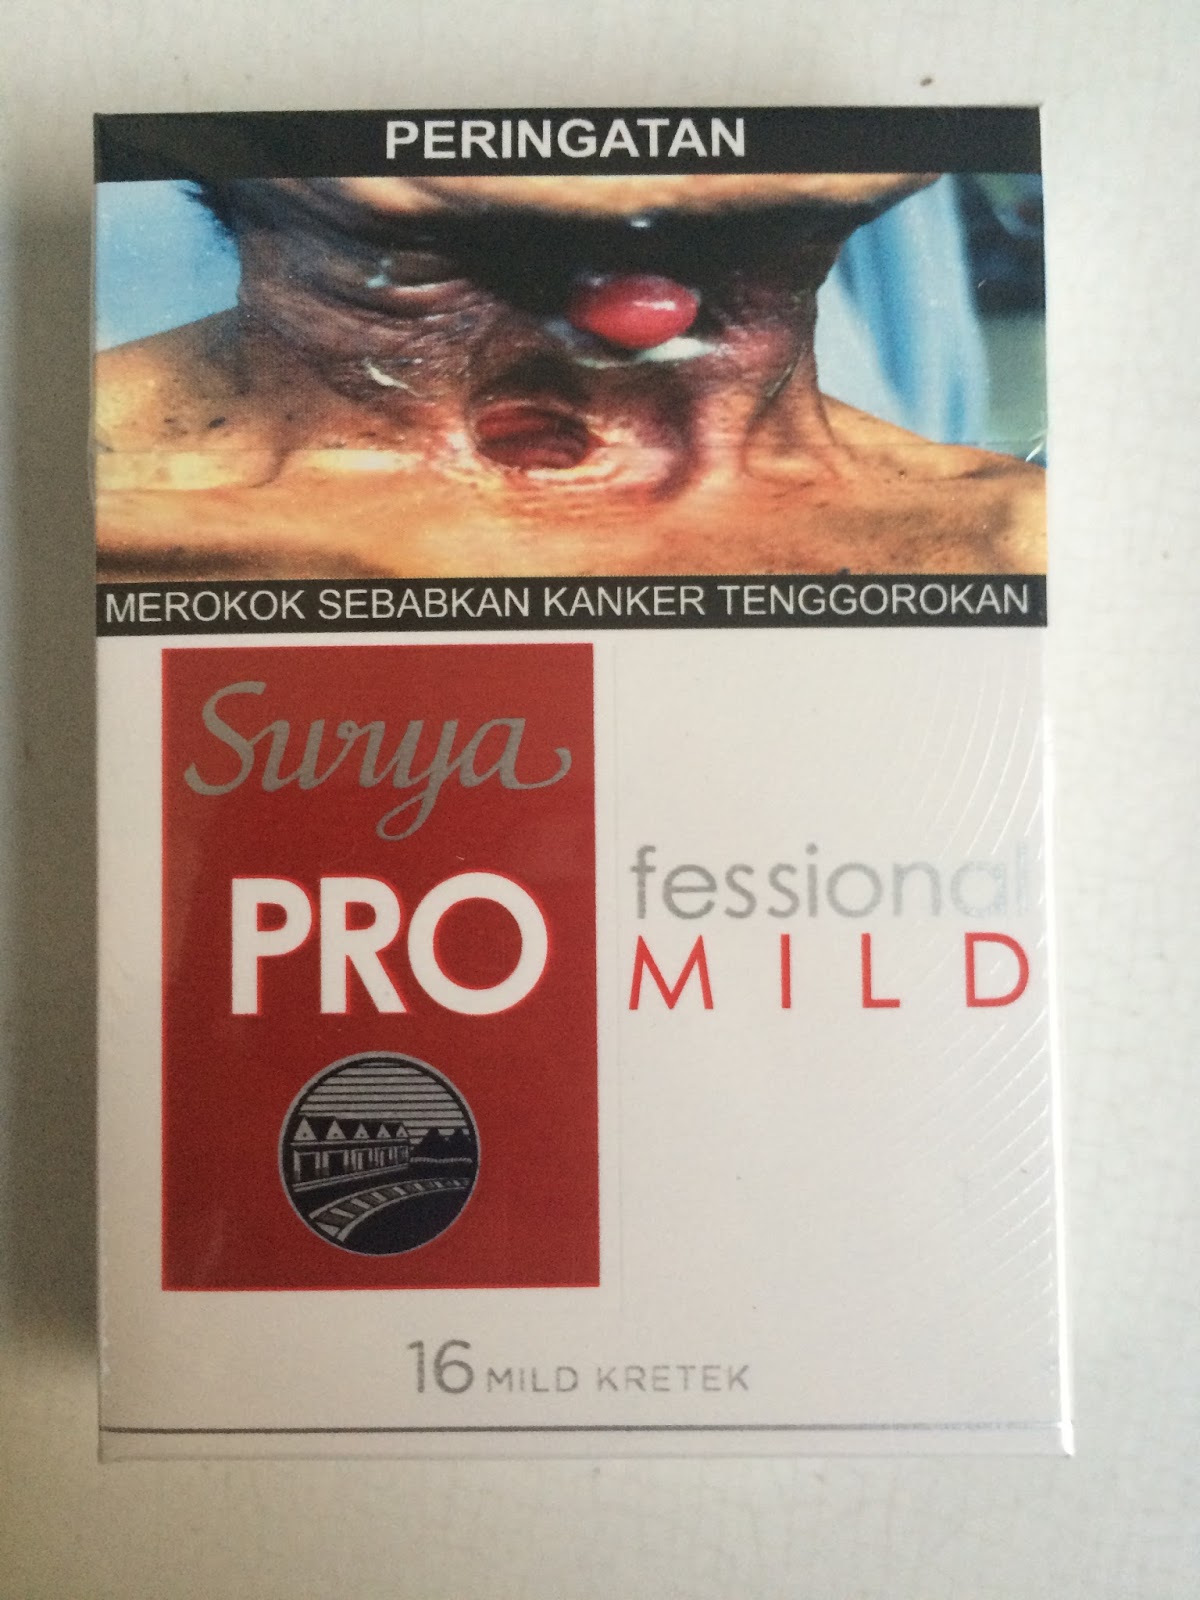 PERINGATAN
MEROKOK SEBABKAN KANKER TENGGOROKAN
Surya
PRO fessional
MILD
16 MILD KRETEK